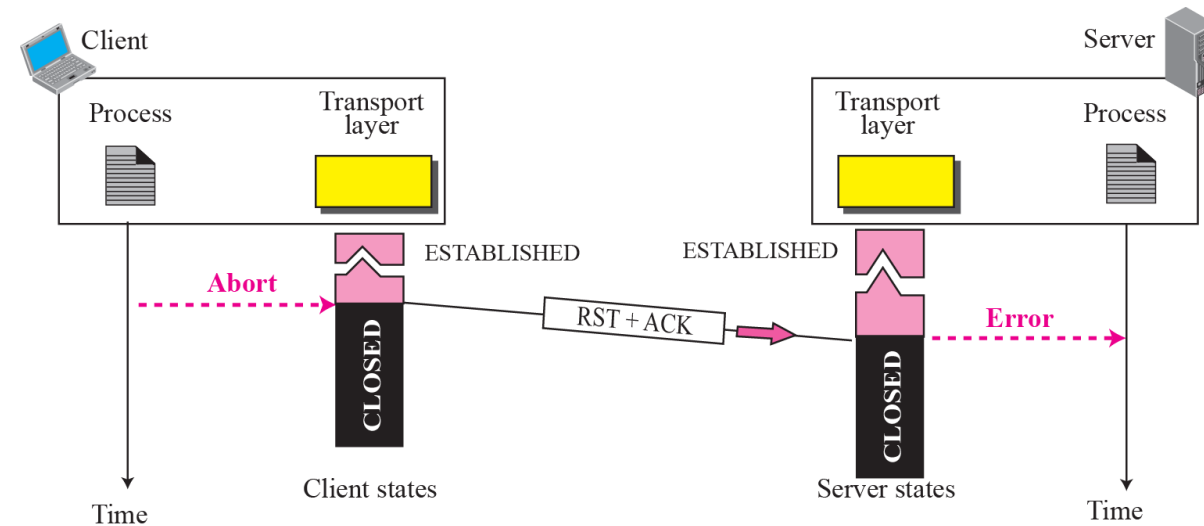 Client
Server
Process
Transport
layer
Transport
layer
Process
ESTABLISHED
ESTABLISHED
Abort
RST + ACK
Error
CLOSED
CLOSED
Client states
Server states
Time
Time